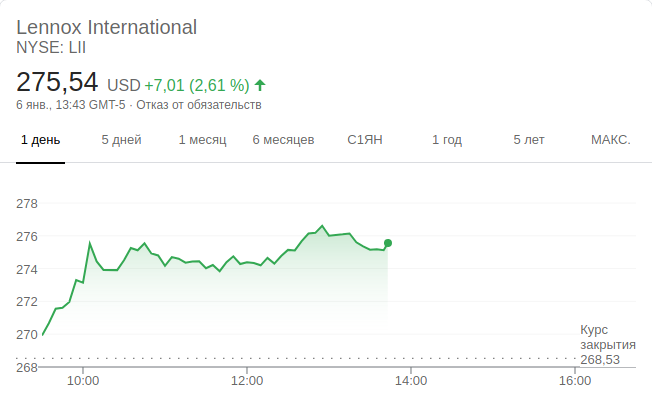 Lennox International
NYSE: LII
275,54 USD +7,01 (2,61 %)
6 янв., 13:43 GMT-5 · Отказ от обязательств
1 день 5 дней 1 месяц 6 месяцев С1ЯН 1 год 5 лет МАКС.
278
276
274
272
270
268
Курс
закрытия
268,53
10:00 12:00 14:00 16:00